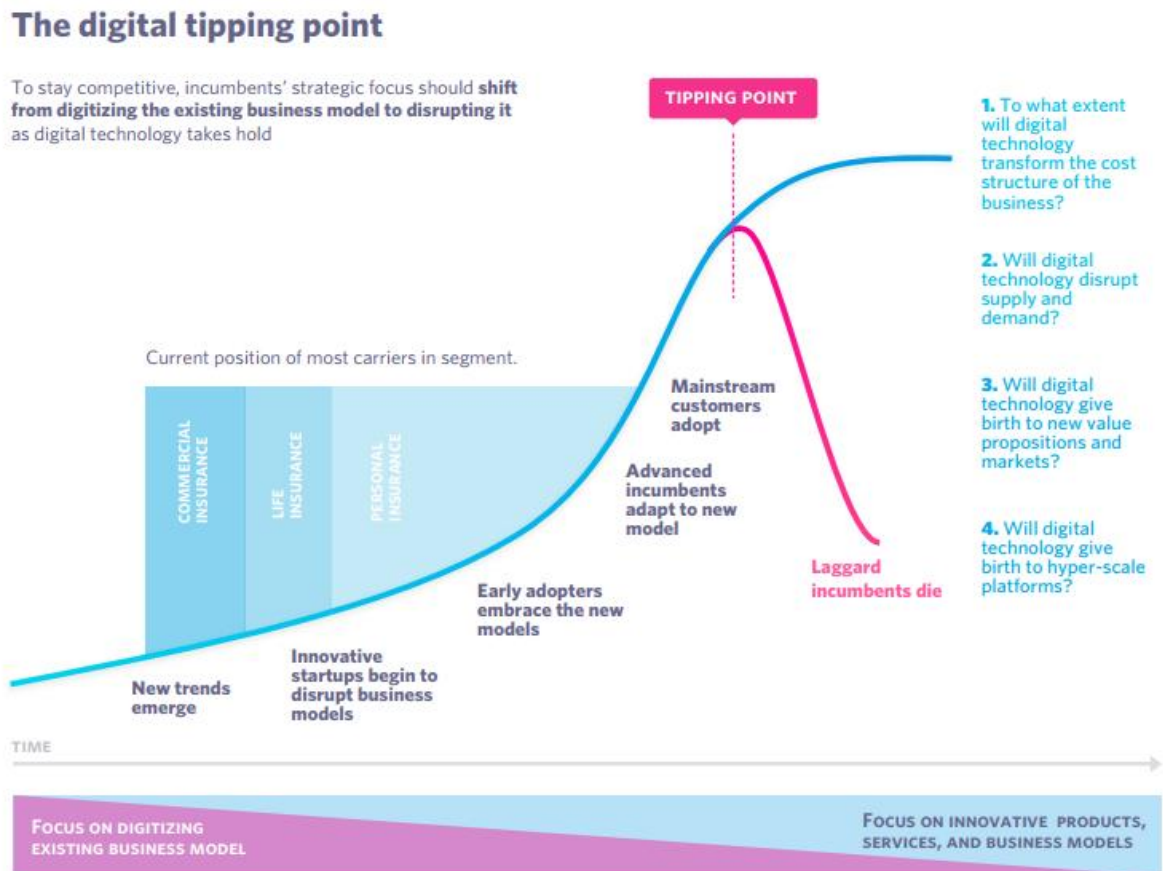 The digital tipping point
To stay competitive, incumbents' strategic focus should shift
from digitizing the existing business model to disrupting it
as digital technology takes hold
TIPPING POINT
1. To what extent
will digital
technology
transform the cost
structure of the
business?
2. Will digital
technology disrupt
supply and
demand?
3. Will digital
technology give
birth to new value
propositions and
markets?
4. Will digital
technology give
birth to hyper-scale
platforms?
Current position of most carriers in segment.
COMMERCIAL
INSURANCE
LIFE
INSURANCE
PERSONAL
INSURANCE
Mainstream
customers
adopt
Advanced
incumbents
adapt to new
model
Laggard
incumbents die
Early adopters
embrace the new
models
Innovative
startups begin to
disrupt business
models
New trends
emerge
TIME
FOCUS ON DIGITIZING
EXISTING BUSINESS MODEL
FOCUS ON INNOVATIVE PRODUCTS,
SERVICES, AND BUSINESS MODELS